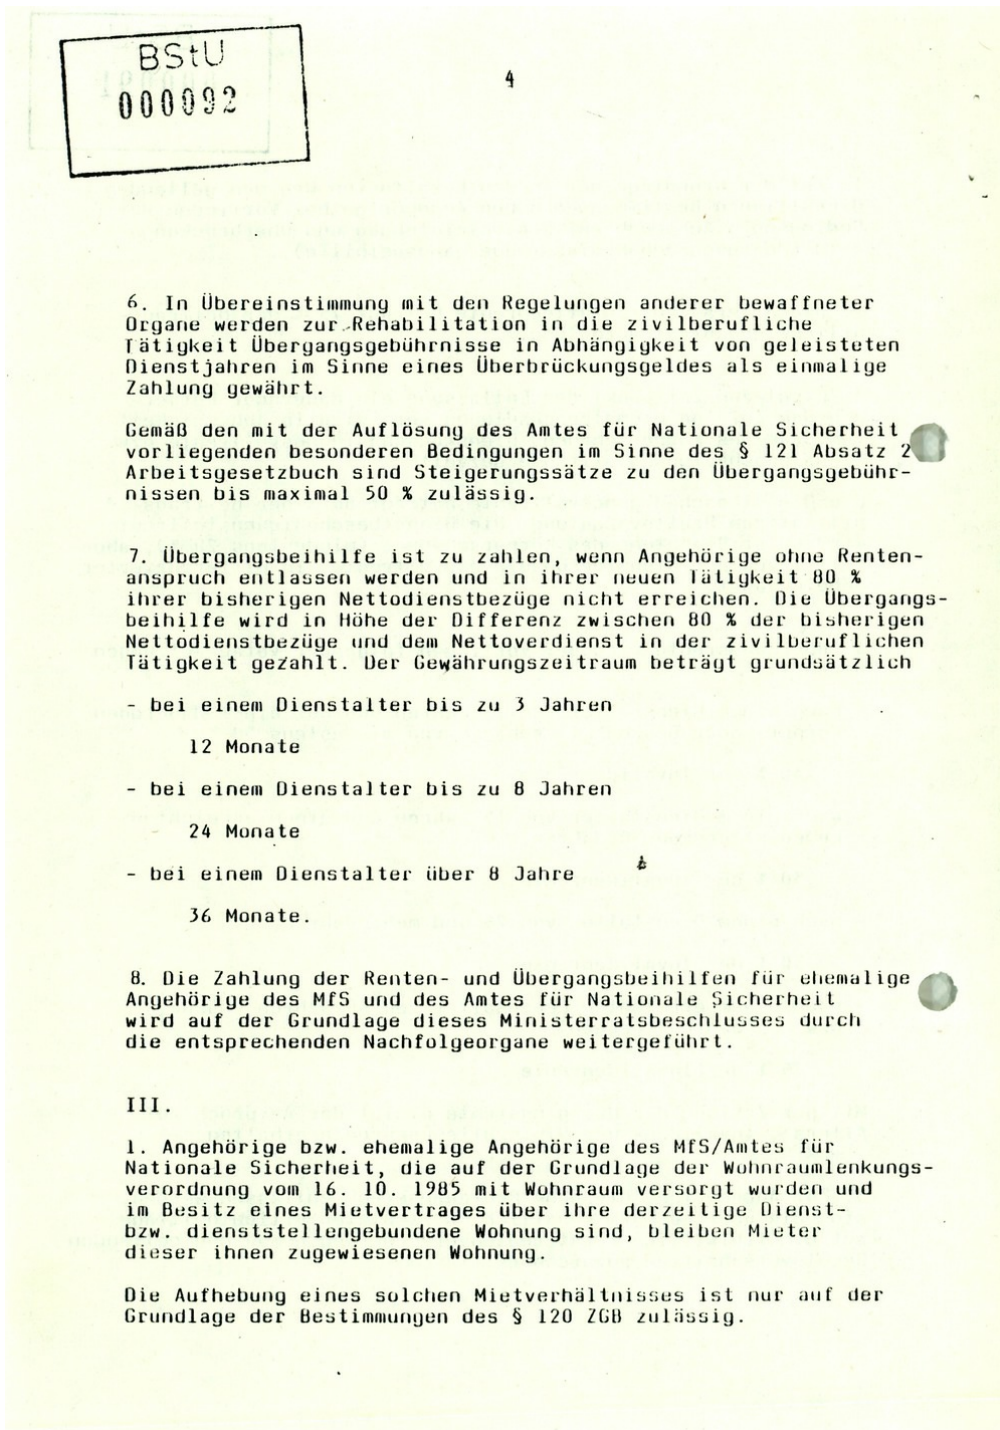 BStU
000092
4
6. In Übereinstimmung mit den Regelungen anderer bewaffneter
Organe werden zur Rehabilitation in die zivilberufliche
Tätigkeit Übergangsgebührnisse in Abhängigkeit von geleisteten
Dienstjahren im Sinne eines Überbrückungsgeldes als einmalige
Zahlung gewährt.
Gemäß den mit der Auflösung des Amtes für Nationale Sicherheit
vorliegenden besonderen Bedingungen im Sinne des § 121 Absatz 2
Arbeitsgesetzbuch sind Steigerungssätze zu den Übergangsgebühr-
nissen bis maximal 50 % zulässig.
7. Übergangsbeihilfe ist zu zahlen, wenn Angehörige ohne Renten-
anspruch entlassen werden und in ihrer neuen Tätigkeit 80 %
ihrer bisherigen Nettodienstbezüge nicht erreichen. Die Übergangs-
beihilfe wird in Höhe der Differenz zwischen 80 % der bisherigen
Nettodienstbezüge und dem Nettoverdienst in der zivilberuflichen
Tätigkeit gezahlt. Der Gewährungszeitraum beträgt grundsätzlich
- bei einem Dienstalter bis zu 3 Jahren
12 Monate
- bei einem Dienstalter bis zu 8 Jahren
24 Monate
- bei einem Dienstalter über 8 Jahre
36 Monate.
8. Die Zahlung der Renten- und Übergangsbeihilfen für ehemalige
Angehörige des MfS und des Amtes für Nationale Sicherheit
wird auf der Grundlage dieses Ministerratsbeschlusses durch
die entsprechenden Nachfolgeorgane weitergeführt.
III.
1. Angehörige bzw. ehemalige Angehörige des MfS/Amtes für
Nationale Sicherheit, die auf der Grundlage der Wohnraumlenkungs-
verordnung vom 16. 10. 1985 mit Wohnraum versorgt wurden und
im Besitz eines Mietvertrages über ihre derzeitige Dienst-
bzw. dienststellengebundene Wohnung sind, bleiben Mieter
dieser ihnen zugewiesenen Wohnung.
Die Aufhebung eines solchen Mietverhältnisses ist nur auf der
Grundlage der Bestimmungen des § 120 ZGB zulässig.